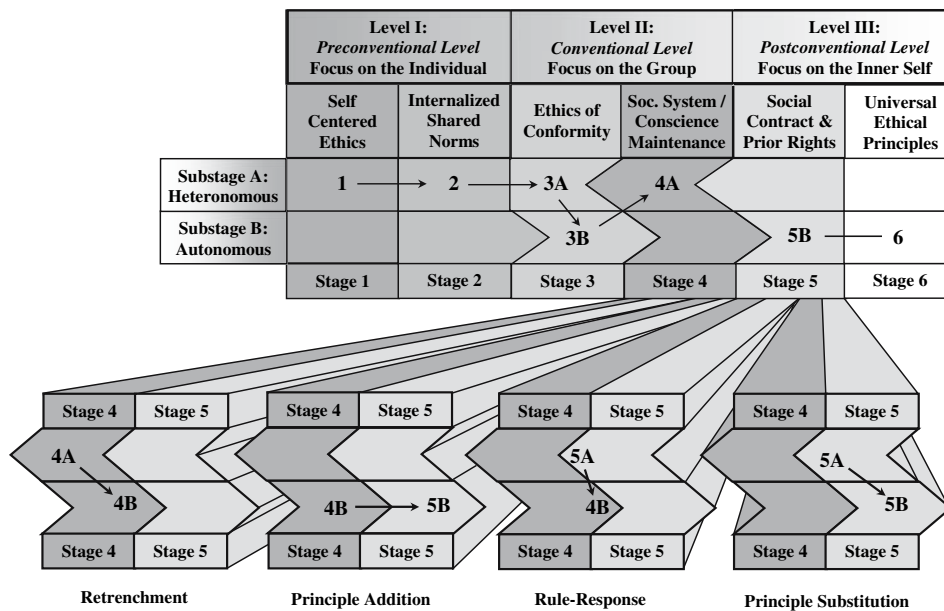 Level I:
Preconventional Level
Focus on the Individual
Level II:
Conventional Level
Focus on the Group
Level III:
Postconventional Level
Focus on the Inner Self
Self
Centered
Ethics
Internalized
Shared
Norms
Ethics of
Conformity
Soc. System /
Conscience
Maintenance
Social
Contract &
Prior Rights
Universal
Ethical
Principles
Substage A:
Heteronomous
1
2
3A
4A
Substage B:
Autonomous
3B
5B
6
Stage 1
Stage 2
Stage 3
Stage 4
Stage 5
Stage 6
Stage 4
Stage 5
4A
4B
Stage 4
Stage 5
Retrenchment
Stage 4
Stage 5
4B
5B
Stage 4
Stage 5
Principle Addition
Stage 4
Stage 5
5A
4B
Stage 4
Stage 5
Rule-Response
Stage 4
Stage 5
5A
5B
Stage 4
Stage 5
Principle Substitution